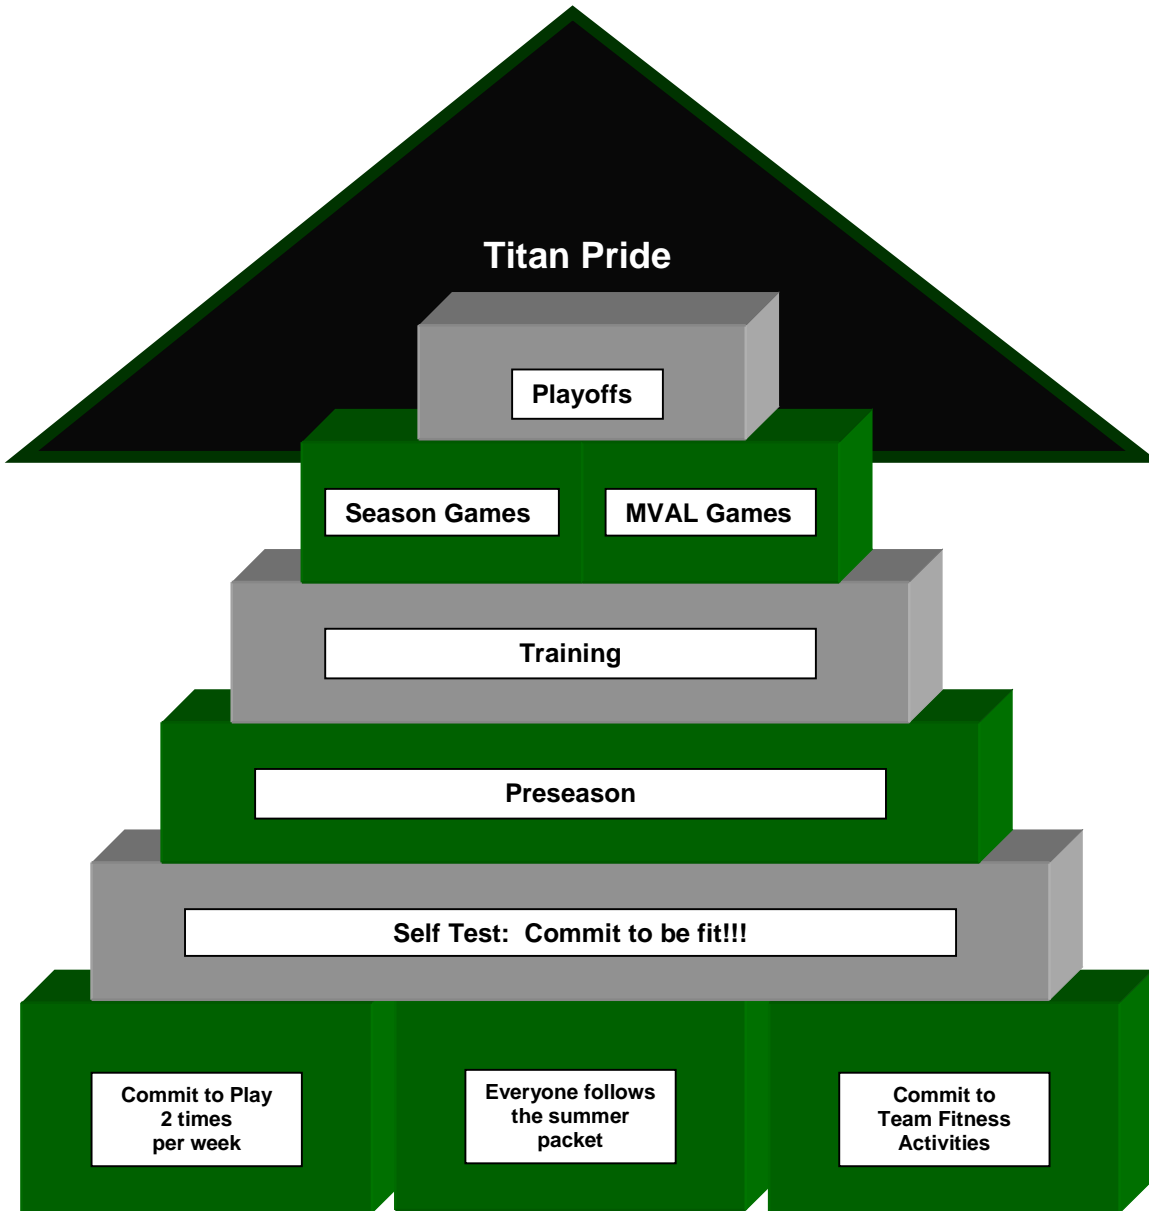 Titan Pride
Playoffs
Season Games
MVAL Games
Training
Preseason
Self Test:  Commit to be fit!!!
Commit to Play
2 times
per week
Everyone follows
the summer
packet
Commit to
Team Fitness
Activities